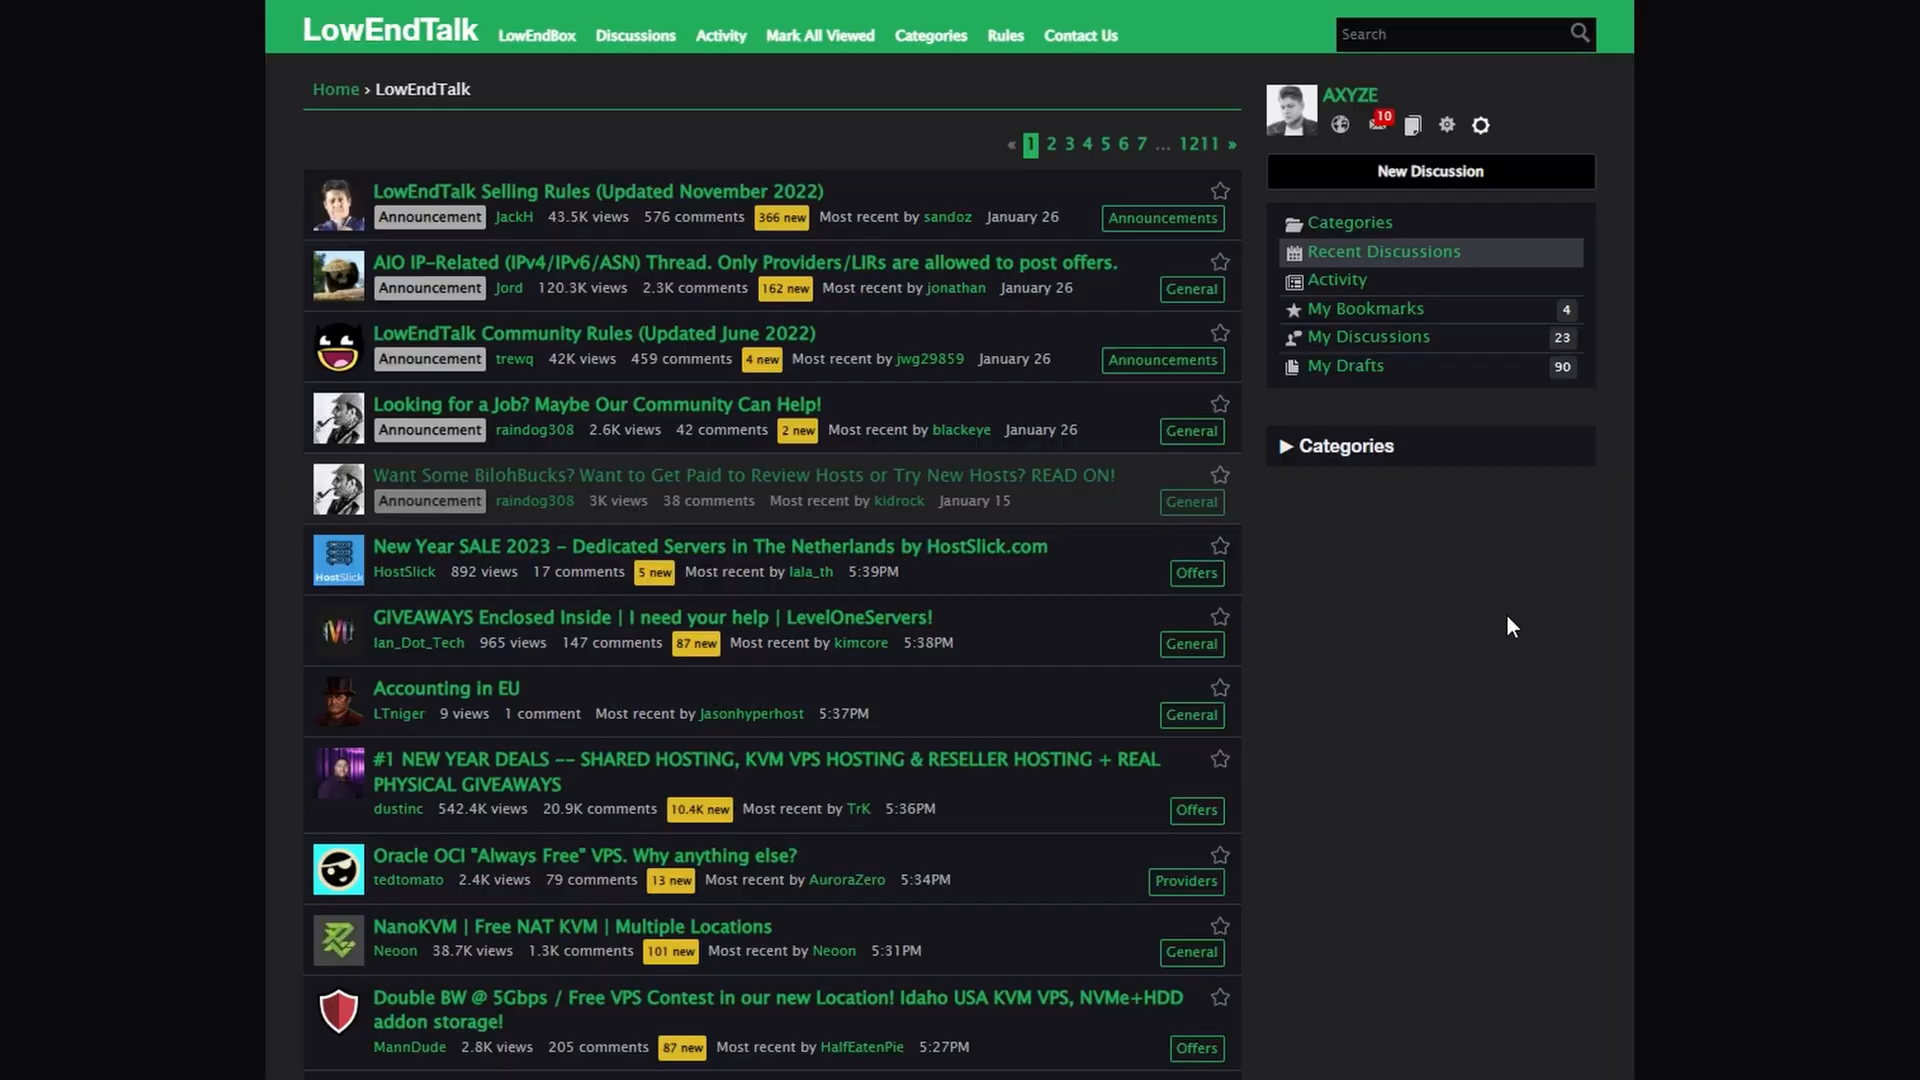 LowEndTalk LowEndBox Discussions Activity Mark All Viewed Categories Rules Contact Us Search
Home › LowEndTalk
AXYZE
10
« 1 2 3 4 5 6 7 … 1211 »
New Discussion
LowEndTalk Selling Rules (Updated November 2022)
Announcement JackH 43.5K views 576 comments 366 new Most recent by sandoz January 26 Announcements
AIO IP-Related (IPv4/IPv6/ASN) Thread. Only Providers/LIRs are allowed to post offers.
Announcement Jord 120.3K views 2.3K comments 162 new Most recent by jonathan January 26 General
LowEndTalk Community Rules (Updated June 2022)
Announcement trewq 42K views 459 comments 4 new Most recent by jwg29859 January 26 Announcements
Looking for a Job? Maybe Our Community Can Help!
Announcement raindog308 2.6K views 42 comments 2 new Most recent by blackeye January 26 General
Want Some BilohBucks? Want to Get Paid to Review Hosts or Try New Hosts? READ ON!
Announcement raindog308 3K views 38 comments Most recent by kidrock January 15 General
New Year SALE 2023 - Dedicated Servers in The Netherlands by HostSlick.com
HostSlick
HostSlick 892 views 17 comments 5 new Most recent by lala_th 5:39PM Offers
GIVEAWAYS Enclosed Inside | I need your help | LevelOneServers!
Ian_Dot_Tech 965 views 147 comments 87 new Most recent by kimcore 5:38PM General
Accounting in EU
LTniger 9 views 1 comment Most recent by Jasonhyperhost 5:37PM General
#1 NEW YEAR DEALS -- SHARED HOSTING, KVM VPS HOSTING & RESELLER HOSTING + REAL
PHYSICAL GIVEAWAYS
dustinc 542.4K views 20.9K comments 10.4K new Most recent by TrK 5:36PM Offers
Oracle OCI "Always Free" VPS. Why anything else?
tedtomato 2.4K views 79 comments 13 new Most recent by AuroraZero 5:34PM Providers
NanoKVM | Free NAT KVM | Multiple Locations
Neoon 38.7K views 1.3K comments 101 new Most recent by Neoon 5:31PM General
Double BW @ 5Gbps / Free VPS Contest in our new Location! Idaho USA KVM VPS, NVMe+HDD
addon storage!
MannDude 2.8K views 205 comments 87 new Most recent by HalfEatenPie 5:27PM Offers
Categories
Recent Discussions
Activity
My Bookmarks 4
My Discussions 23
My Drafts 90
Categories